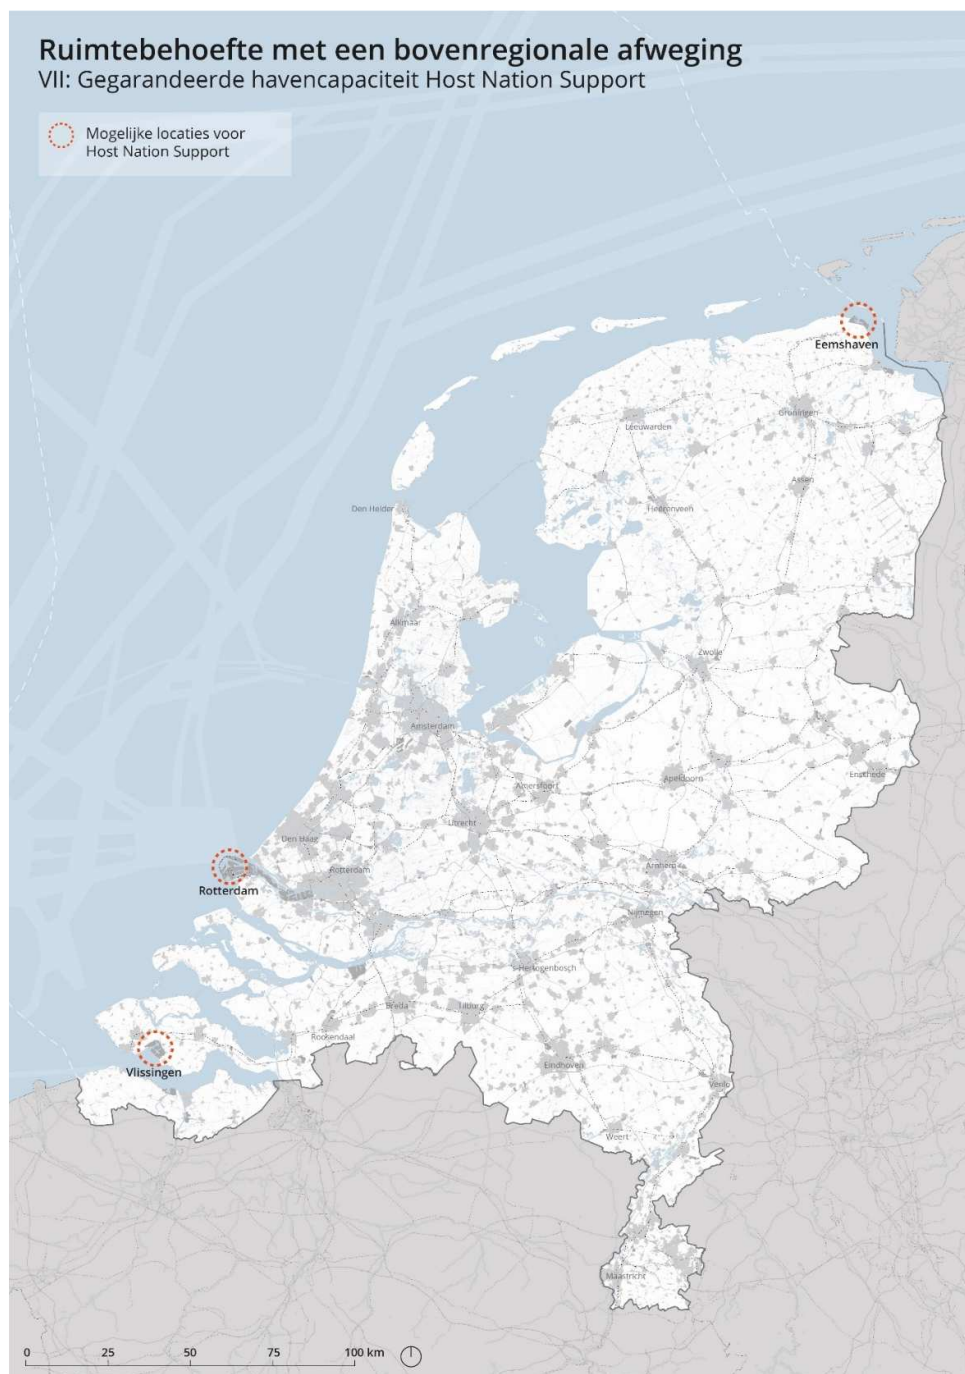 Ruimtebehoefte met een bovenregionale afweging
VII: Gegarandeerde havencapaciteit Host Nation Support
Mogelijke locaties voor
Host Nation Support
Eemshaven
Groningen
Leeuwarden
Assen
Den Helder
Heerenveen
Alkmaar
Zwolle
Amsterdam
Enschede
Apeldoorn
Amersfoort
Utrecht
Den Haag
Rotterdam
Arnhem
Rotterdam
Nijmegen
's-Hertogenbosch
Breda
Tilburg
Roosendaal
Eindhoven
Vlissingen
Venlo
Weert
Maastricht
0 25 50 75 100 km